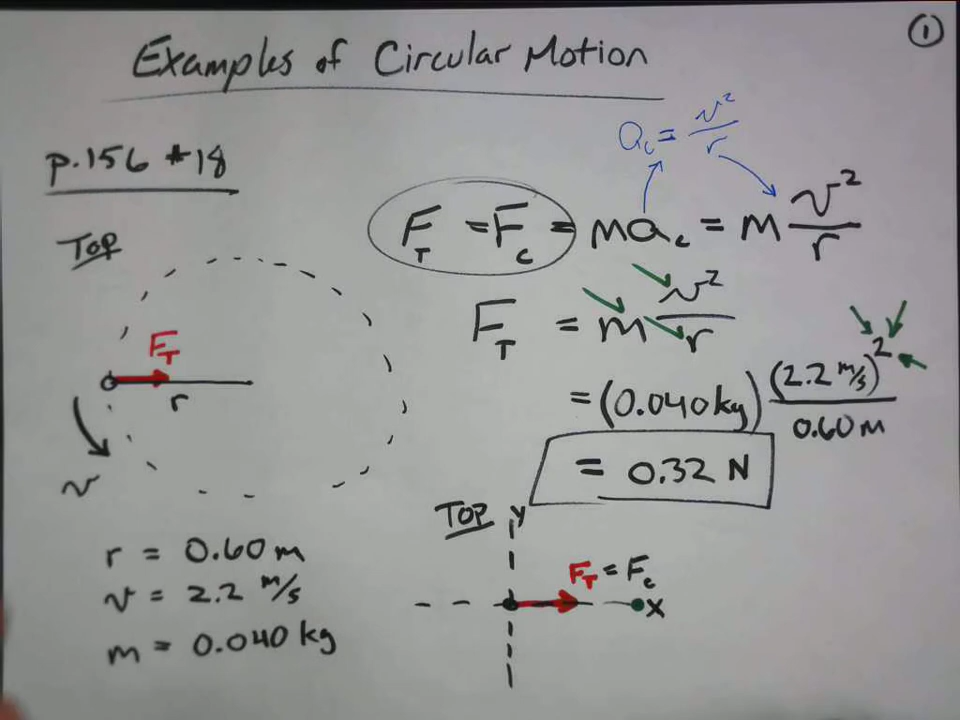 ①
Examples of Circular Motion
p.156 #18
a_c = v²/r
Top
F_T = F_c = ma_c = m v²/r
F_T = m v²/r
F_T
r
v
= (0.040 kg) (2.2 m/s)²/0.60 m
= 0.32 N
r = 0.60 m
v = 2.2 m/s
m = 0.040 kg
TOP
y
F_T = F_c
x